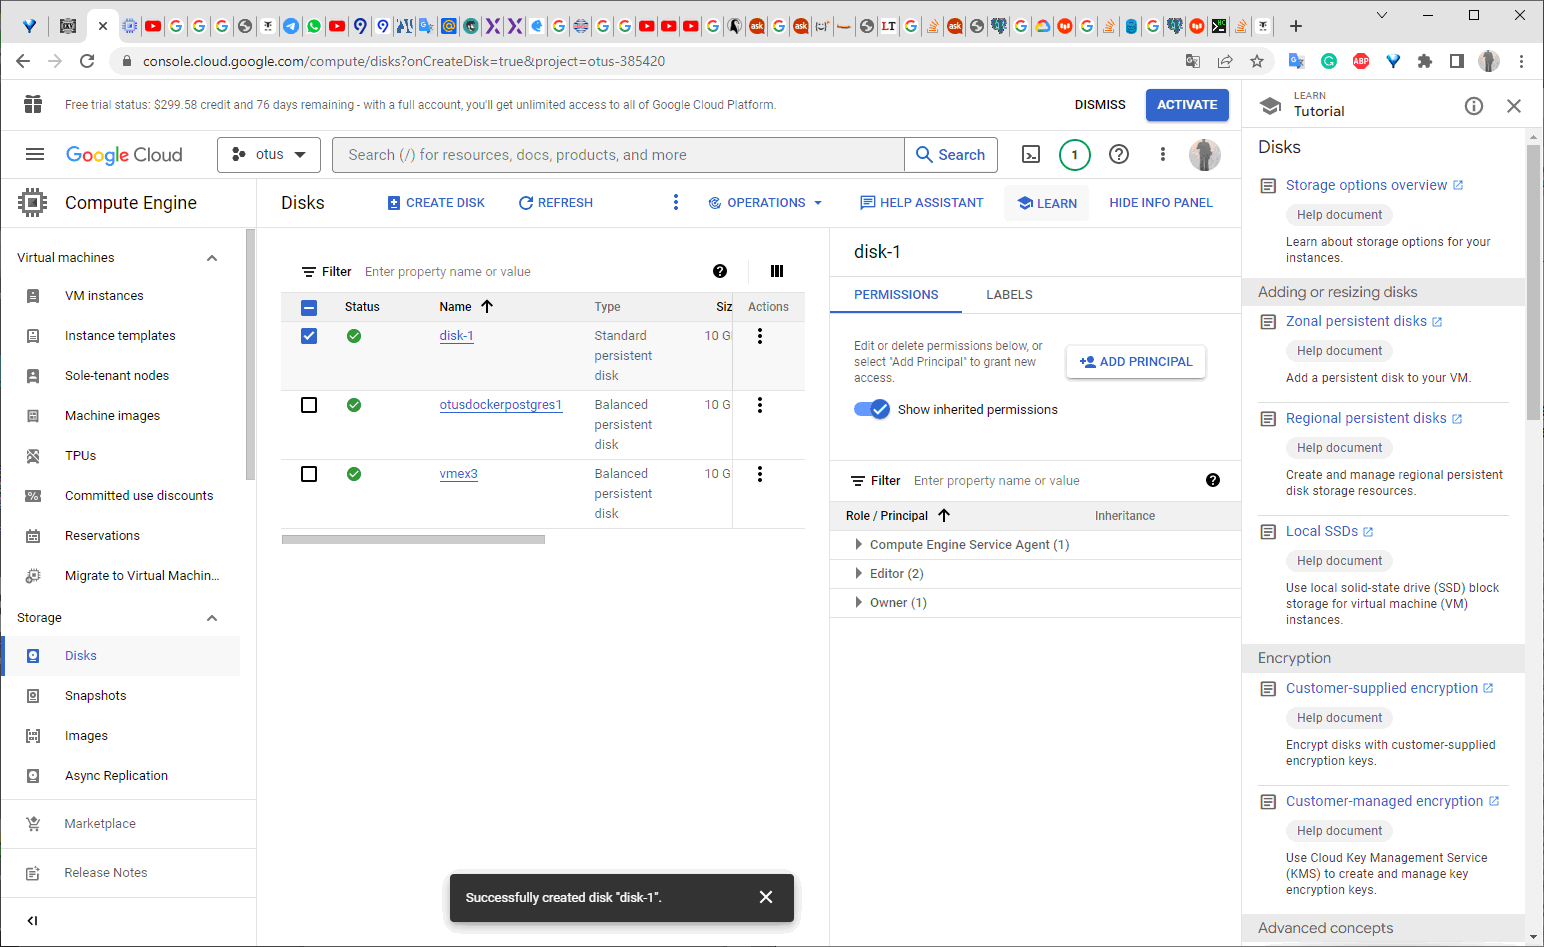 console.cloud.google.com/compute/disks?onCreateDisk=true&project=otus-385420
Free trial status: $299.58 credit and 76 days remaining - with a full account, you'll get unlimited access to all of Google Cloud Platform.
DISMISS
ACTIVATE
Google Cloud
otus
Search (/) for resources, docs, products, and more
Search
1
Compute Engine
Disks
CREATE DISK
REFRESH
OPERATIONS
HELP ASSISTANT
LEARN
HIDE INFO PANEL
Virtual machines
VM instances
Instance templates
Sole-tenant nodes
Machine images
TPUs
Committed use discounts
Reservations
Migrate to Virtual Machin...
Storage
Disks
Snapshots
Images
Async Replication
Marketplace
Release Notes
Filter Enter property name or value
Status Name Type Siz Actions
disk-1 Standard 10 G
persistent
disk
otusdockerpostgres1 Balanced 10 G
persistent
disk
vmex3 Balanced 10 G
persistent
disk
Successfully created disk "disk-1".
disk-1
PERMISSIONS
LABELS
Edit or delete permissions below, or
select "Add Principal" to grant new
access.
ADD PRINCIPAL
Show inherited permissions
Filter Enter property name or value
Role / Principal Inheritance
Compute Engine Service Agent (1)
Editor (2)
Owner (1)
LEARN
Tutorial
Disks
Storage options overview
Help document
Learn about storage options for your
instances.
Adding or resizing disks
Zonal persistent disks
Help document
Add a persistent disk to your VM.
Regional persistent disks
Help document
Create and manage regional persistent
disk storage resources.
Local SSDs
Help document
Use local solid-state drive (SSD) block
storage for virtual machine (VM)
instances.
Encryption
Customer-supplied encryption
Help document
Encrypt disks with customer-supplied
encryption keys.
Customer-managed encryption
Help document
Use Cloud Key Management Service
(KMS) to create and manage key
encryption keys.
Advanced concepts